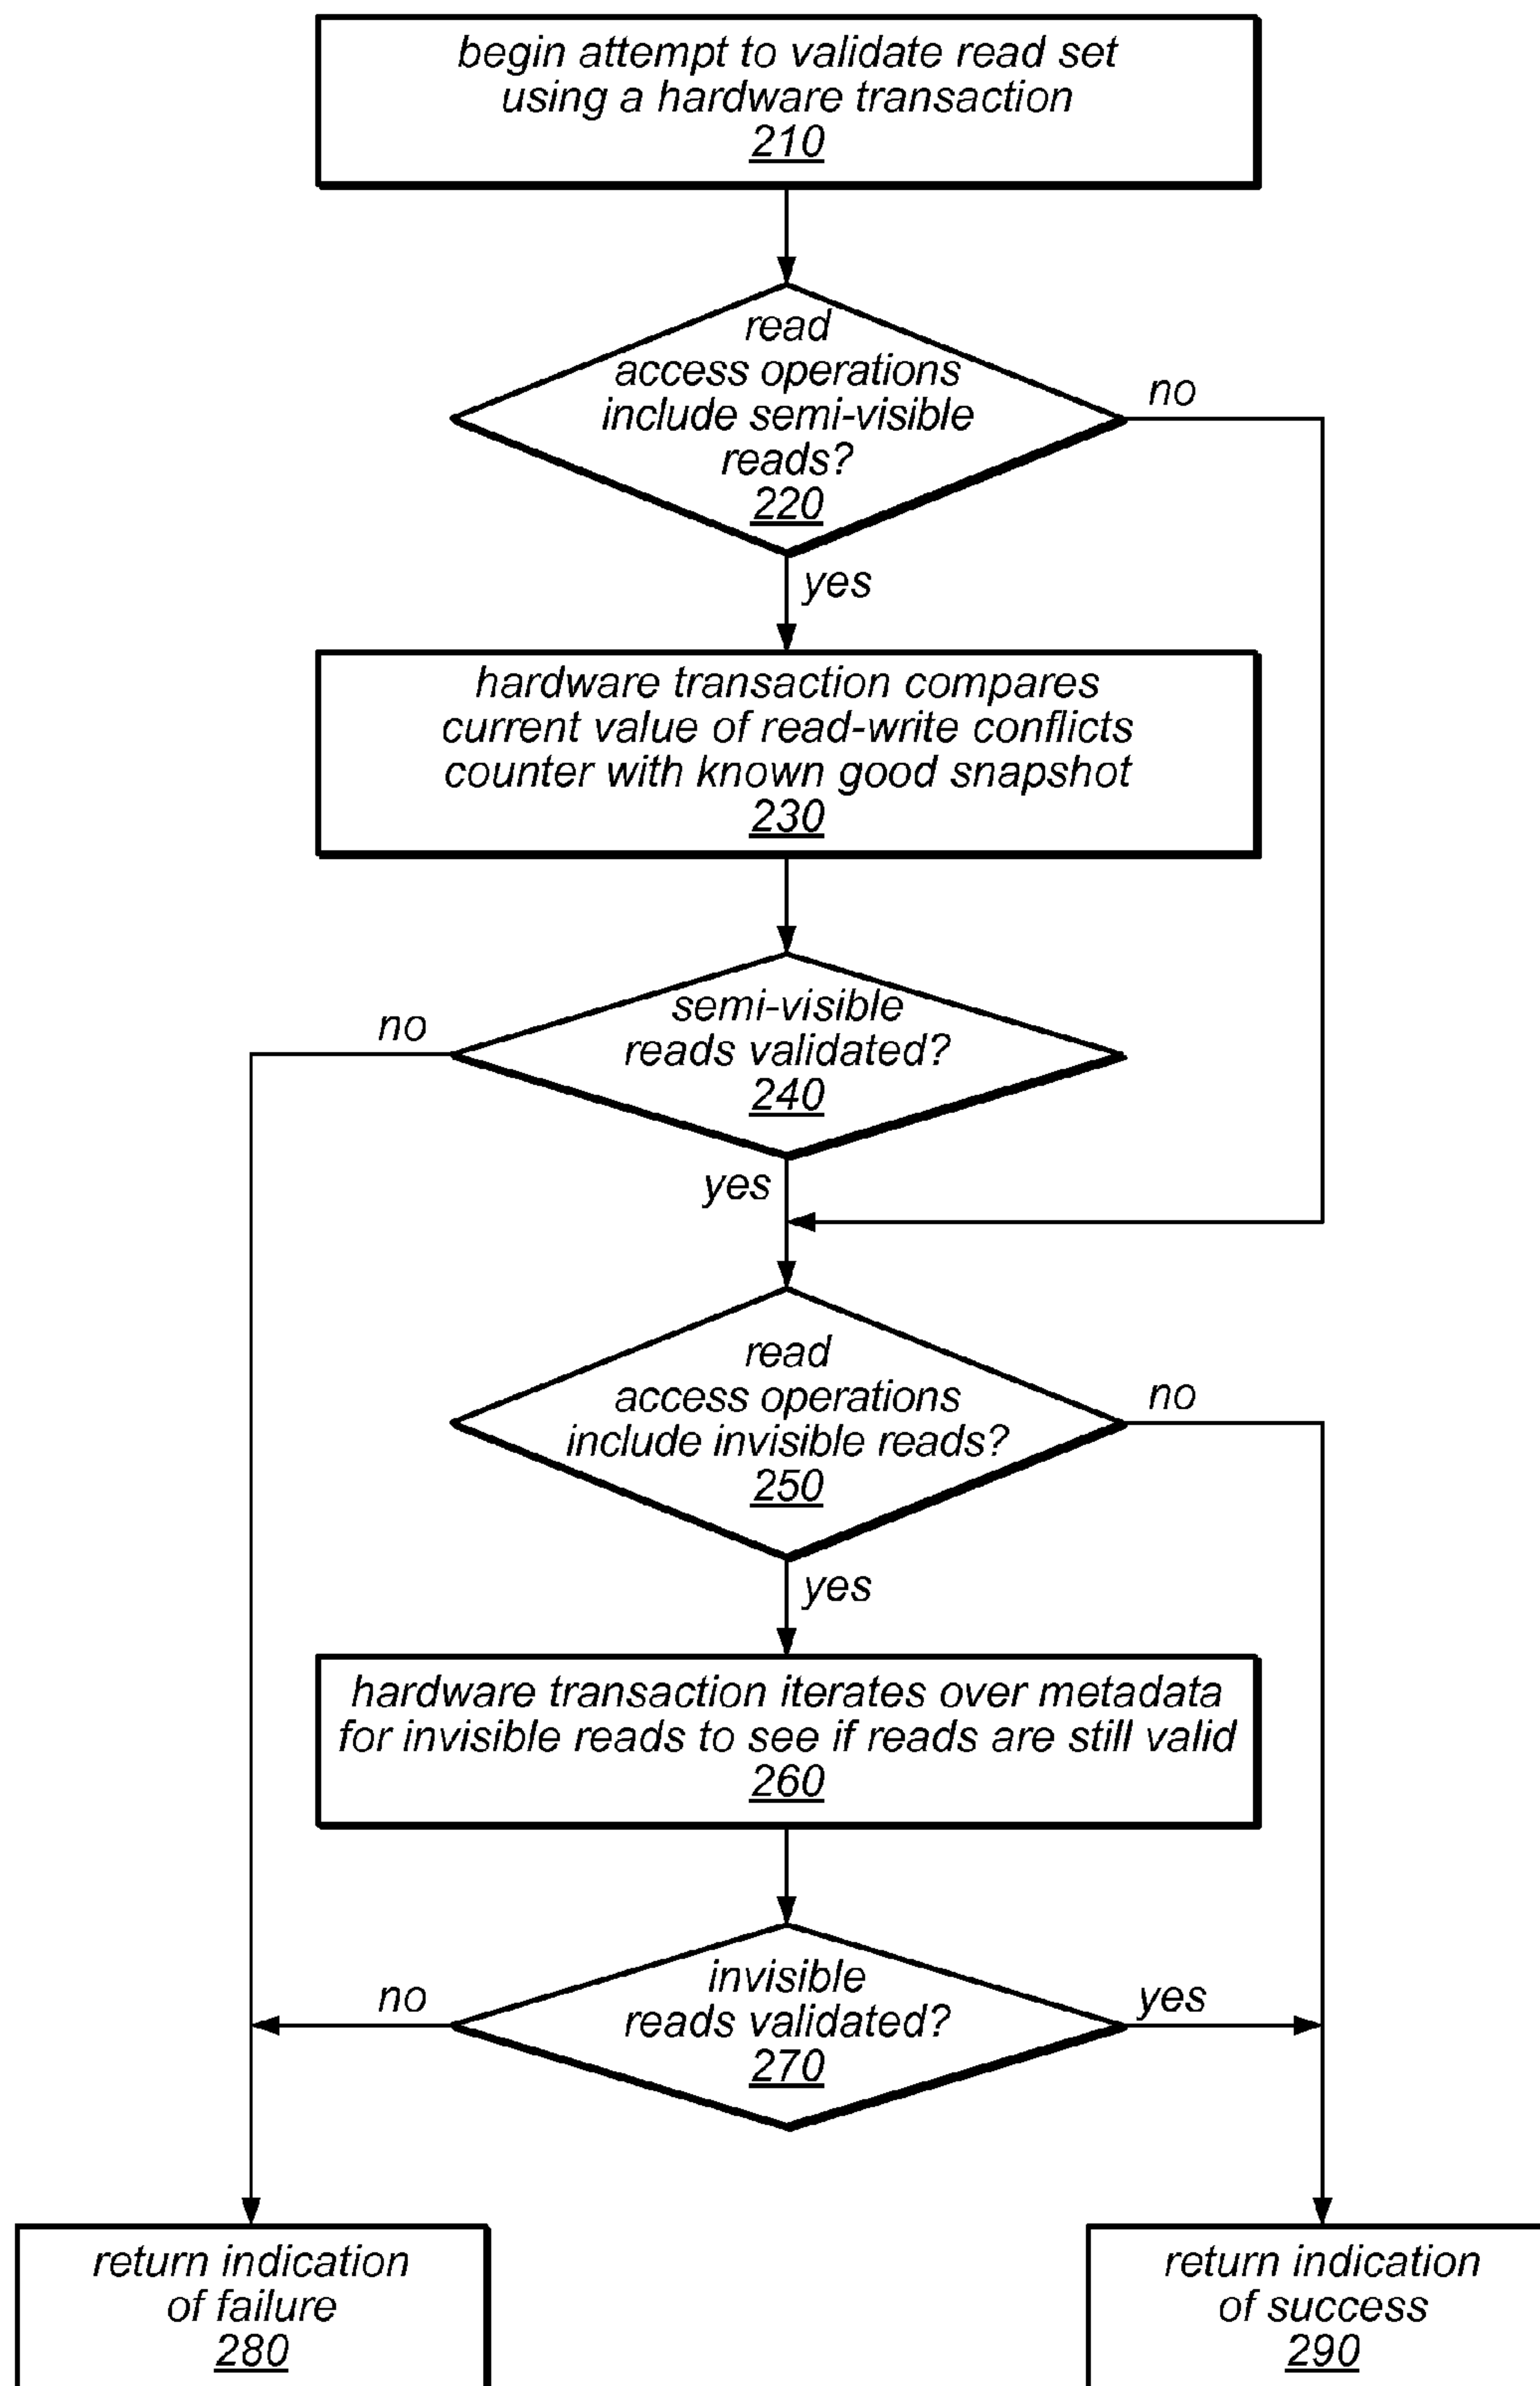 begin attempt to validate read set
using a hardware transaction
210
read
access operations
include semi-visible
reads?
220
no
yes
hardware transaction compares
current value of read-write conflicts
counter with known good snapshot
230
semi-visible
reads validated?
240
no
yes
read
access operations
include invisible reads?
250
no
yes
hardware transaction iterates over metadata
for invisible reads to see if reads are still valid
260
invisible
reads validated?
270
no
yes
return indication
of failure
280
return indication
of success
290